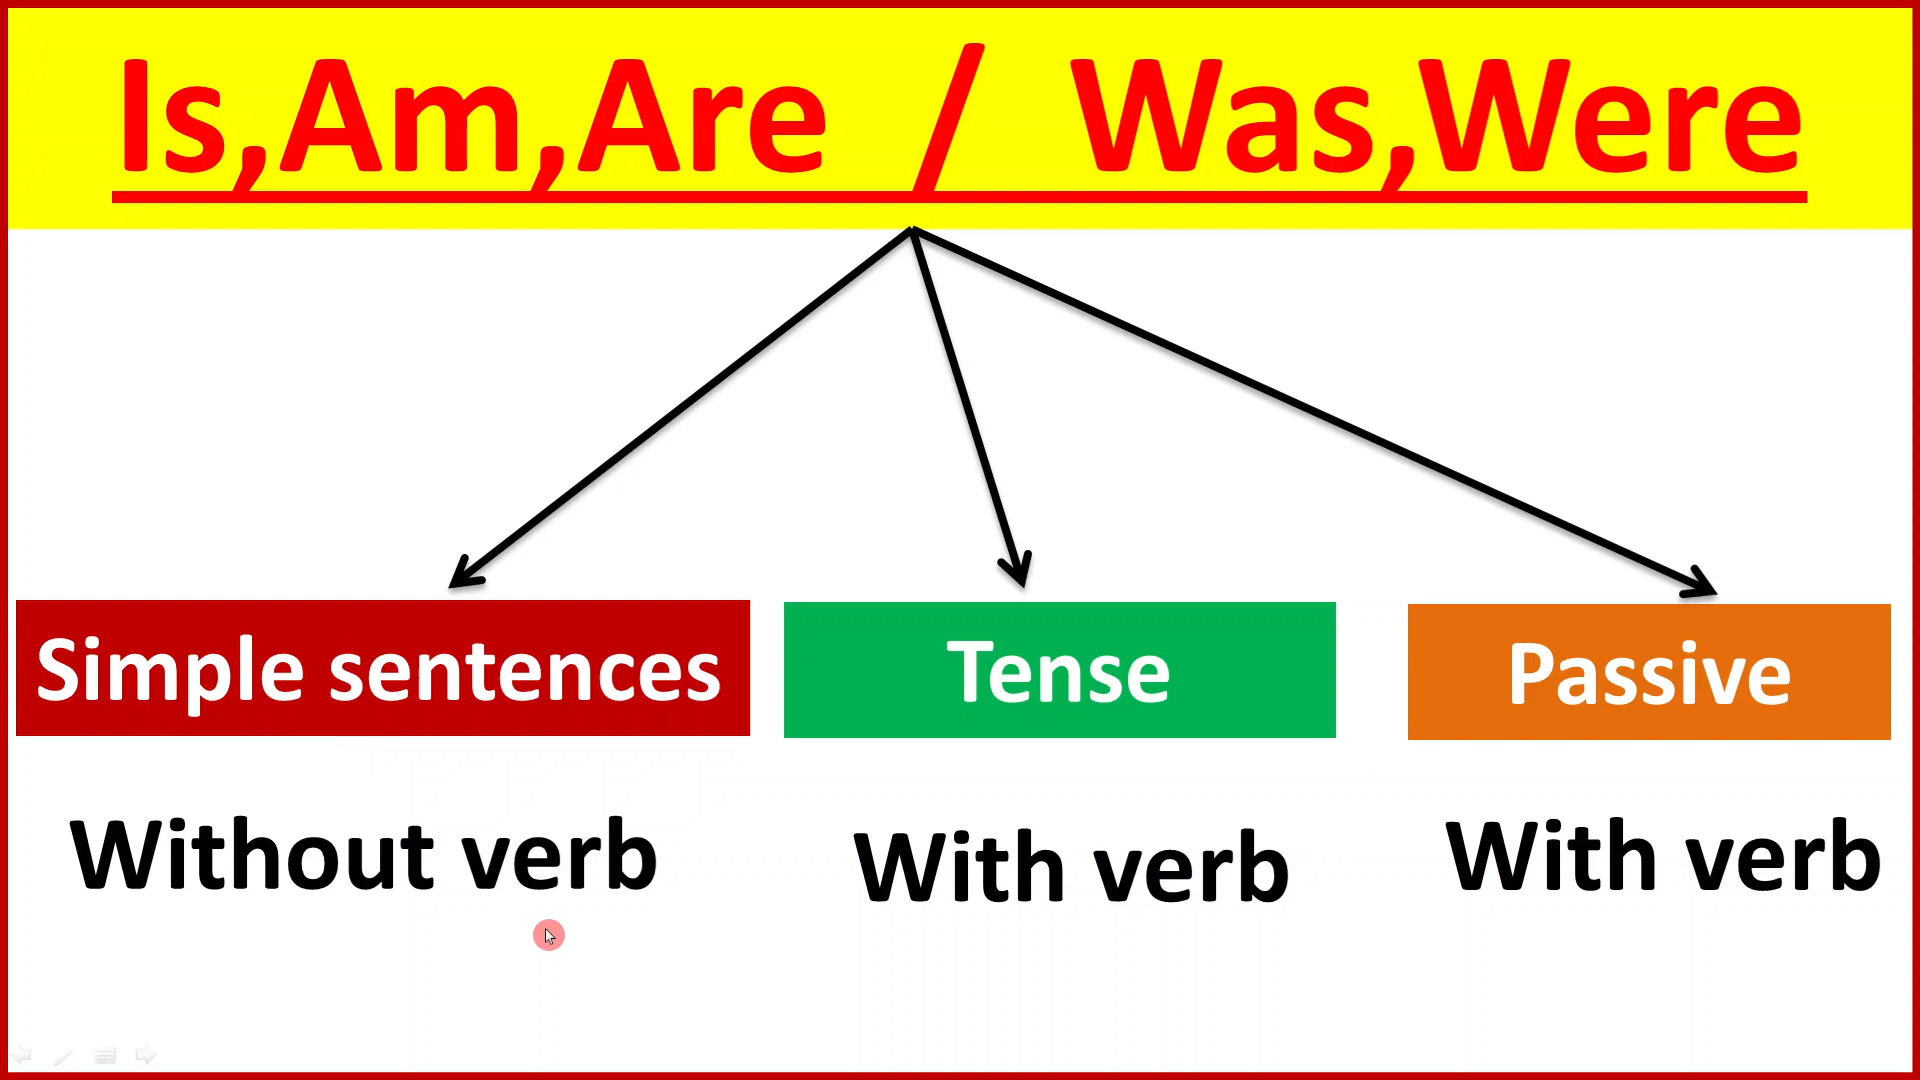 Is,Am,Are / Was,Were
Simple sentences
Tense
Passive
Without verb
With verb
With verb